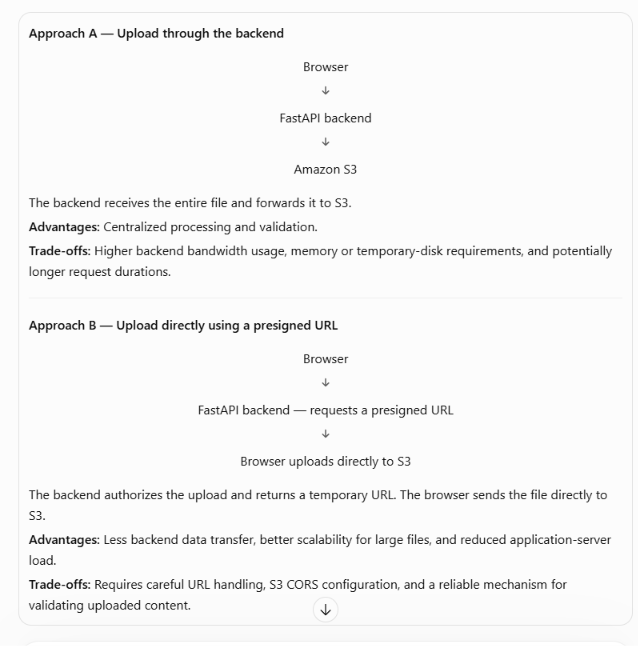 Approach A — Upload through the backend
Browser
↓
FastAPI backend
↓
Amazon S3
The backend receives the entire file and forwards it to S3.
Advantages: Centralized processing and validation.
Trade-offs: Higher backend bandwidth usage, memory or temporary-disk requirements, and potentially
longer request durations.
Approach B — Upload directly using a presigned URL
Browser
↓
FastAPI backend — requests a presigned URL
↓
Browser uploads directly to S3
The backend authorizes the upload and returns a temporary URL. The browser sends the file directly to
S3.
Advantages: Less backend data transfer, better scalability for large files, and reduced application-server
load.
Trade-offs: Requires careful URL handling, S3 CORS configuration, and a reliable mechanism for
validating uploaded content.